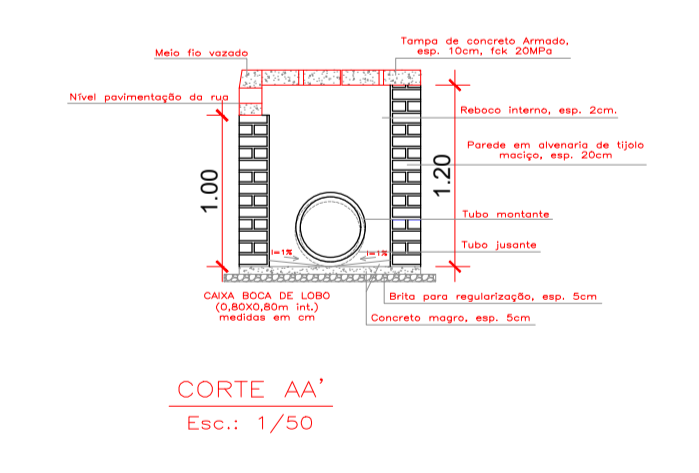 Meio fio vazado
Tampa de concreto Armado,
esp. 10cm, fck 20MPa
Nível pavimentação da rua
Reboco interno, esp. 2cm.
Parede em alvenaria de tijolo
maciço, esp. 20cm
1.00
1.20
Tubo montante
Tubo jusante
i=1%
i=1%
CAIXA BOCA DE LOBO
(0,80X0,80m int.)
medidas em cm
Brita para regularização, esp. 5cm
Concreto magro, esp. 5cm
CORTE AA'
Esc.: 1/50